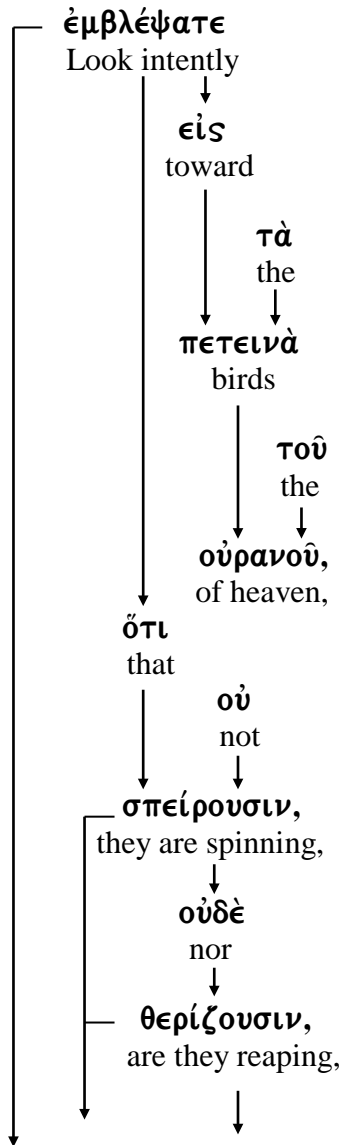 ἐμβλέψατε
Look intently
εἰς
toward
τὰ
the
πετεινὰ
birds
τοῦ
the
οὐρανοῦ,
of heaven,
ὅτι
that
οὐ
not
σπείρουσιν,
they are spinning,
οὐδὲ
nor
θερίζουσιν,
are they reaping,